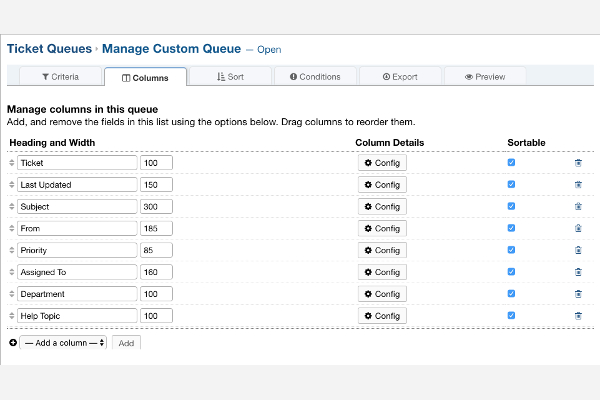 Ticket Queues › Manage Custom Queue — Open
Criteria Columns Sort Conditions Export Preview
Manage columns in this queue
Add, and remove the fields in this list using the options below. Drag columns to reorder them.
Heading and Width Column Details Sortable
Ticket 100 Config
Last Updated 150 Config
Subject 300 Config
From 185 Config
Priority 85 Config
Assigned To 160 Config
Department 100 Config
Help Topic 100 Config
— Add a column — Add